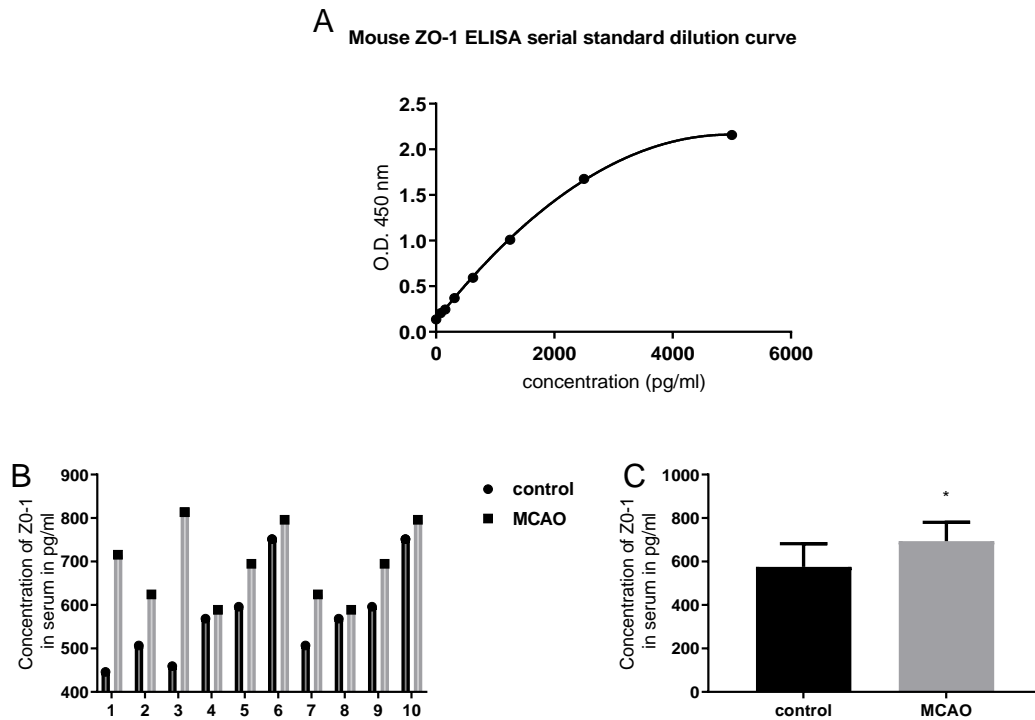 A
Mouse ZO-1 ELISA serial standard dilution curve
2.5
2.0
1.5
1.0
0.5
0.0
O.D. 450 nm
0 2000 4000 6000
concentration (pg/ml)
B
Concentration of Z0-1
in serum in pg/ml
900
800
700
600
500
400
1 2 3 4 5 6 7 8 9 10
control
MCAO
C
Concentration of Z0-1
in serum in pg/ml
1000
800
600
400
200
0
*
control MCAO